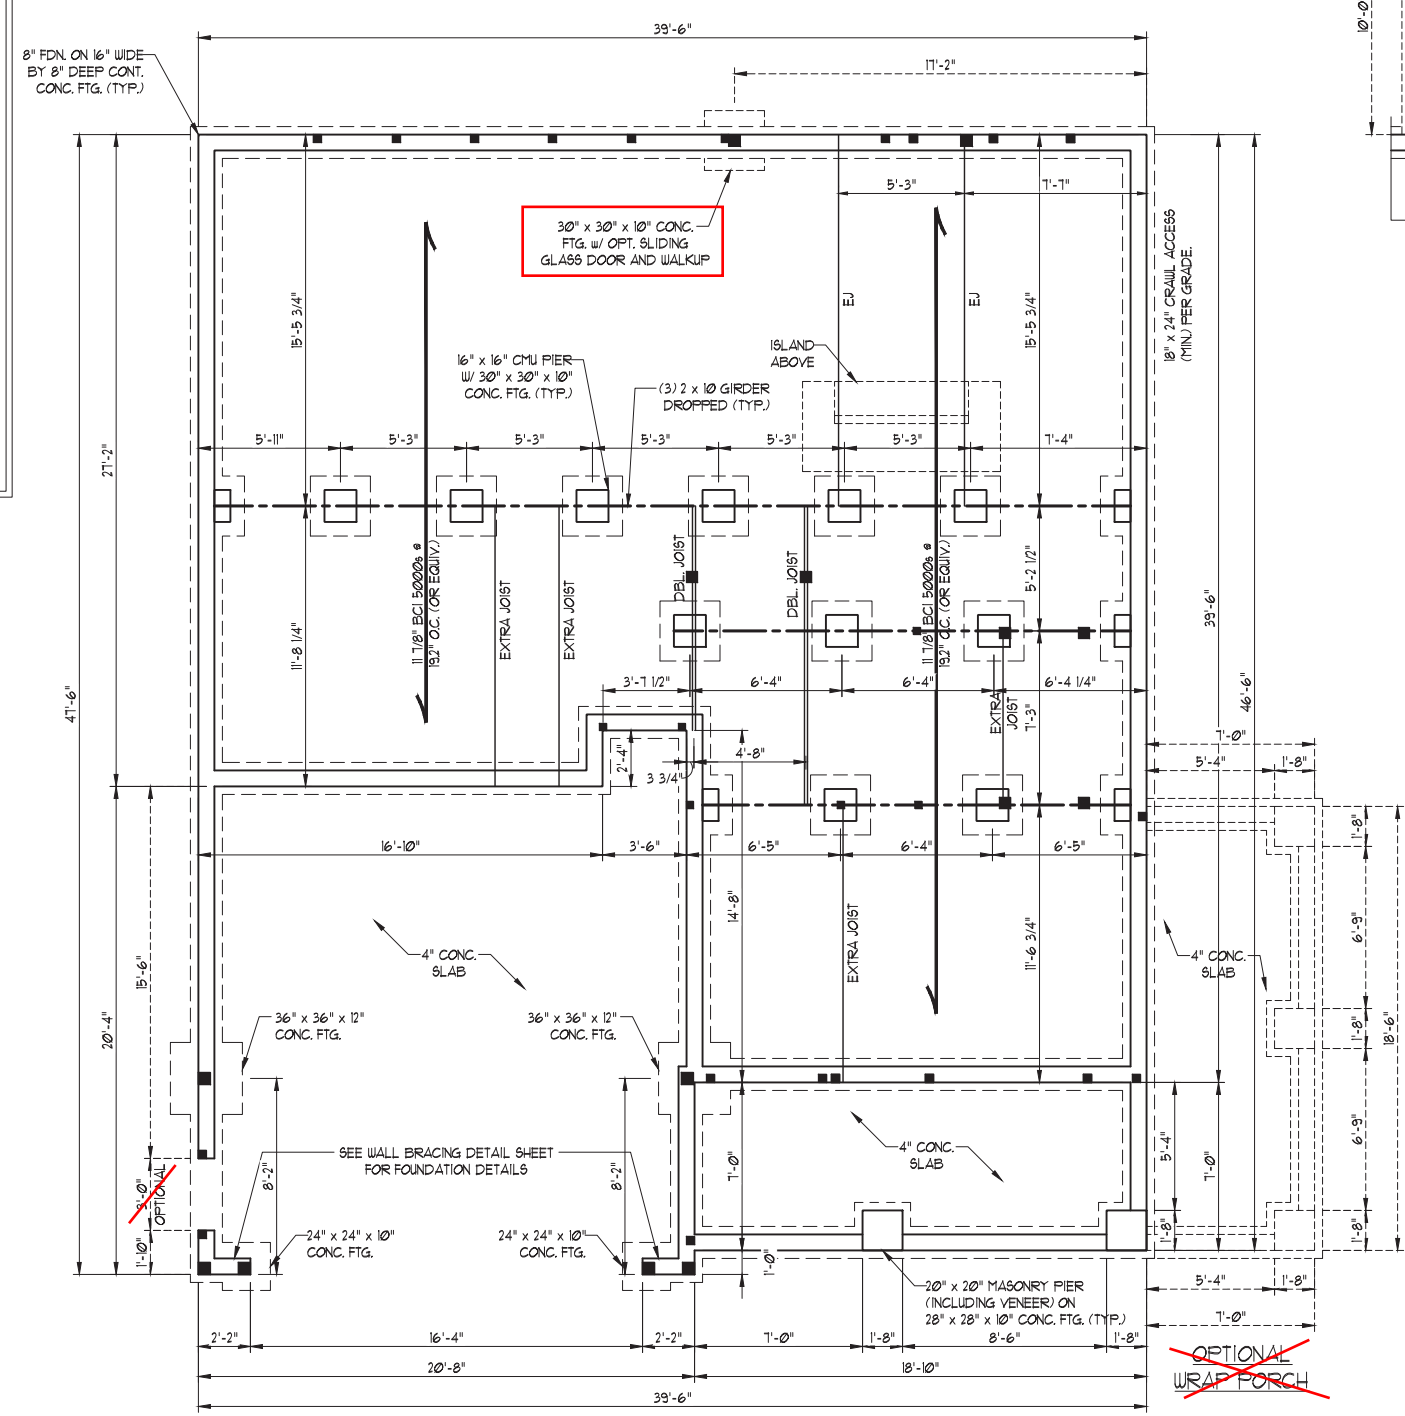 39'-6"
10'-0
8" FDN. ON 16" WIDE
BY 8" DEEP CONT.
CONC. FTG. (TYP.)
17'-2"
5'-3"
7'-7"
30" x 30" x 10" CONC.
FTG. w/ OPT. SLIDING
GLASS DOOR AND WALKUP
18" x 24" CRAWL ACCESS
(MIN.) PER GRADE.
EJ
EJ
15'-5 3/4"
15'-5 3/4"
ISLAND
ABOVE
16" x 16" CMU PIER
W/ 30" x 30" x 10"
CONC. FTG. (TYP.)
(3) 2 x 10 GIRDER
DROPPED (TYP.)
5'-11"
5'-3"
5'-3"
5'-3"
5'-3"
5'-3"
7'-4"
27'-2"
11 7/8" BCI 5000s @
19.2" O.C. (OR EQUIV.)
EXTRA JOIST
EXTRA JOIST
DBL. JOIST
DBL. JOIST
11 7/8" BCI 5000s @
19.2" O.C. (OR EQUIV.)
5'-2 1/2"
39'-6"
11'-8 1/4"
47'-6"
46'-6"
3'-7 1/2"
6'-4"
6'-4"
6'-4 1/4"
EXTRA
JOIST
7'-3"
7'-0"
2'-4"
4'-8"
3 3/4"
5'-4"
1'-8"
16'-10"
3'-6"
6'-5"
6'-4"
6'-5"
1'-8"
14'-8"
EXTRA JOIST
11'-6 3/4"
6'-9"
4" CONC.
SLAB
4" CONC.
SLAB
15'-6"
20'-4"
36" x 36" x 12"
CONC. FTG.
36" x 36" x 12"
CONC. FTG.
1'-8"
18'-6"
SEE WALL BRACING DETAIL SHEET
FOR FOUNDATION DETAILS
4" CONC.
SLAB
6'-9"
5'-4"
7'-0"
7'-0"
8'-2"
8'-2"
3'-0"
OPTIONAL
24" x 24" x 10"
CONC. FTG.
24" x 24" x 10"
CONC. FTG.
1'-10"
1'-0"
1'-8"
1'-8"
20" x 20" MASONRY PIER
(INCLUDING VENEER) ON
28" x 28" x 10" CONC. FTG. (TYP.)
5'-4"
1'-8"
7'-0"
2'-2"
16'-4"
2'-2"
7'-0"
1'-8"
8'-6"
1'-8"
OPTIONAL
WRAP PORCH
20'-8"
18'-10"
39'-6"